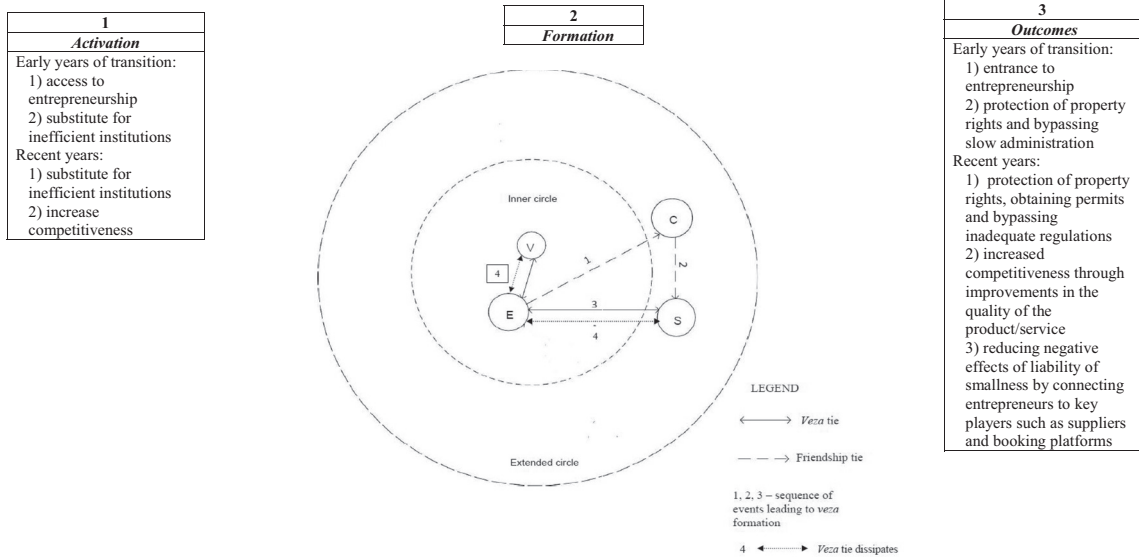 1
Activation
Early years of transition:
1) access to
entrepreneurship
2) substitute for
inefficient institutions
Recent years:
1) substitute for
inefficient institutions
2) increase
competitiveness
2
Formation
Inner circle
V
4
E
C
1
2
3
4
S
Extended circle
LEGEND
Veza tie
Friendship tie
1, 2, 3 – sequence of
events leading to veza
formation
4 Veza tie dissipates
3
Outcomes
Early years of transition:
1) entrance to
entrepreneurship
2) protection of property
rights and bypassing
slow administration
Recent years:
1) protection of property
rights, obtaining permits
and bypassing
inadequate regulations
2) increased
competitiveness through
improvements in the
quality of the
product/service
3) reducing negative
effects of liability of
smallness by connecting
entrepreneurs to key
players such as suppliers
and booking platforms